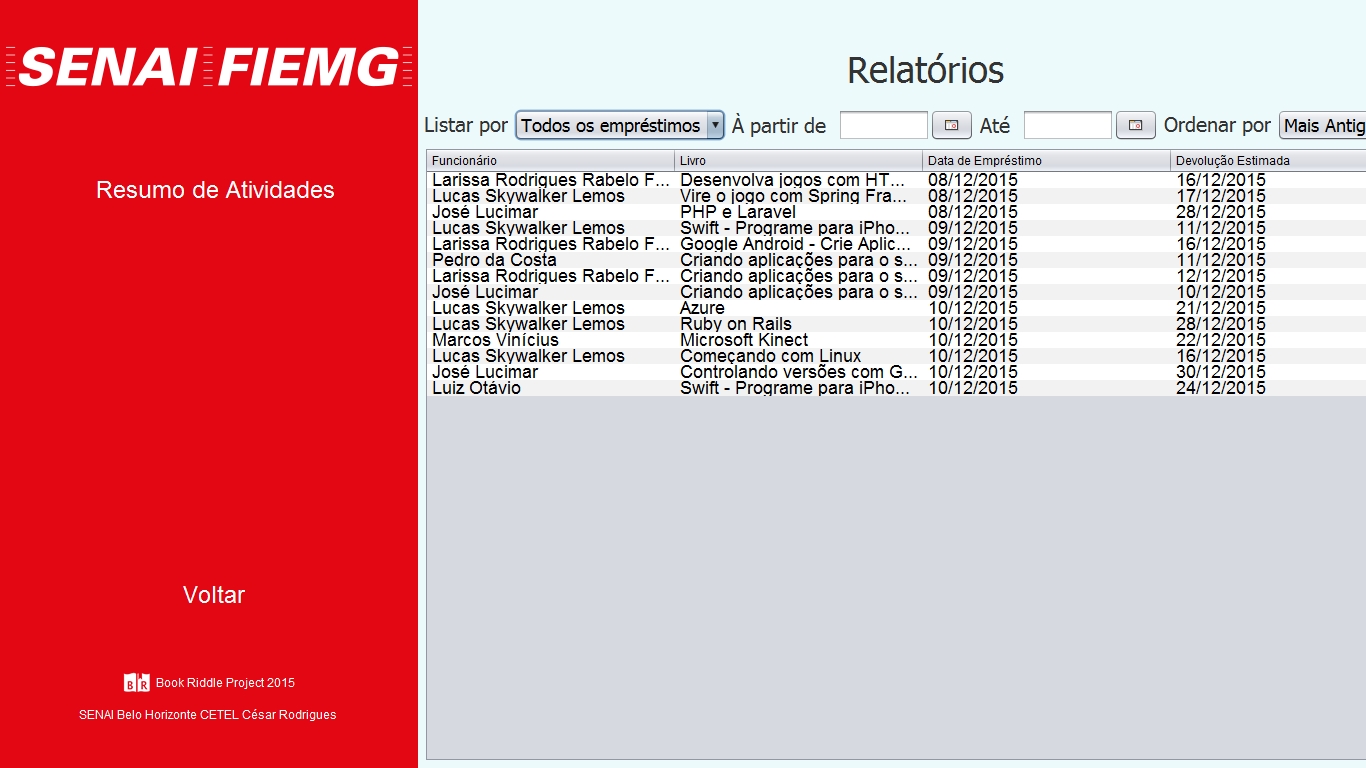 SENAI FIEMG
Resumo de Atividades
Voltar
BR Book Riddle Project 2015
SENAI Belo Horizonte CETEL César Rodrigues
Relatórios
Listar por Todos os empréstimos À partir de Até Ordenar por Mais Antig
Funcionário Livro Data de Empréstimo Devolução Estimada
Larissa Rodrigues Rabelo F... Desenvolva jogos com HT... 08/12/2015 16/12/2015
Lucas Skywalker Lemos Vire o jogo com Spring Fra... 08/12/2015 17/12/2015
José Lucimar PHP e Laravel 08/12/2015 28/12/2015
Lucas Skywalker Lemos Swift - Programe para iPho... 09/12/2015 11/12/2015
Larissa Rodrigues Rabelo F... Google Android - Crie Aplic... 09/12/2015 16/12/2015
Pedro da Costa Criando aplicações para o s... 09/12/2015 11/12/2015
Larissa Rodrigues Rabelo F... Criando aplicações para o s... 09/12/2015 12/12/2015
José Lucimar Criando aplicações para o s... 09/12/2015 10/12/2015
Lucas Skywalker Lemos Azure 10/12/2015 21/12/2015
Lucas Skywalker Lemos Ruby on Rails 10/12/2015 28/12/2015
Marcos Vinícius Microsoft Kinect 10/12/2015 22/12/2015
Lucas Skywalker Lemos Começando com Linux 10/12/2015 16/12/2015
José Lucimar Controlando versões com G... 10/12/2015 30/12/2015
Luiz Otávio Swift - Programe para iPho... 10/12/2015 24/12/2015